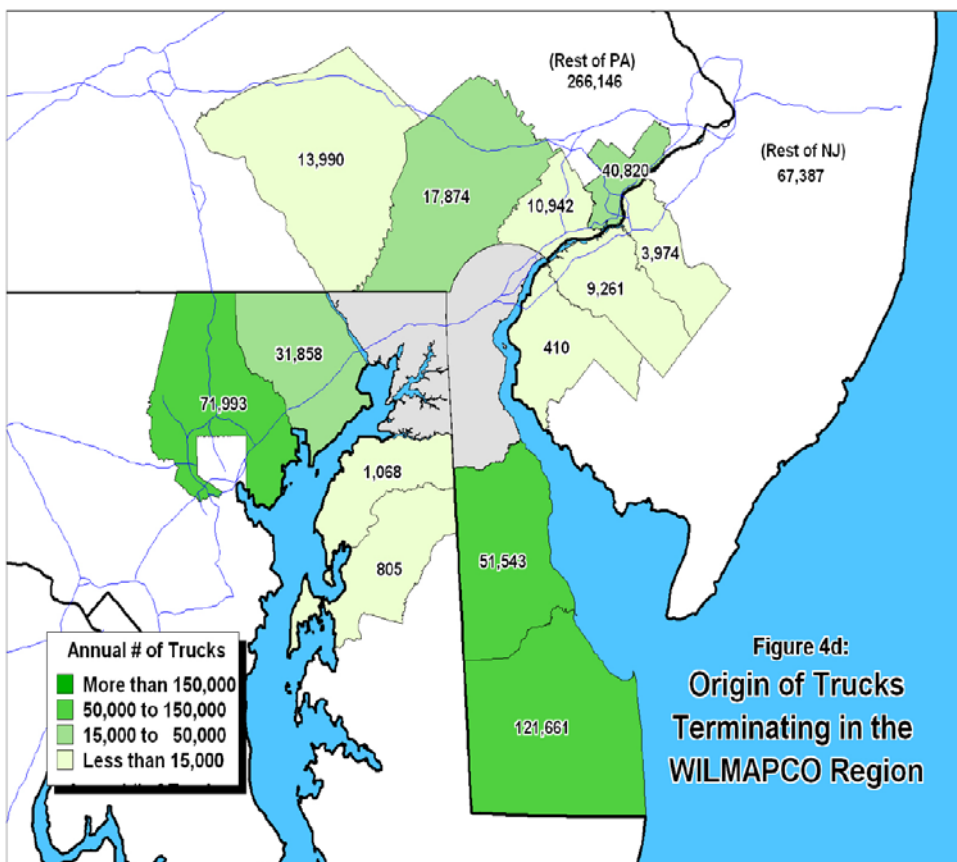 (Rest of PA)
266,146
13,990
40,820
(Rest of NJ)
67,387
17,874
10,942
3,974
9,261
410
31,858
71,993
1,068
51,543
805
Annual # of Trucks
More than 150,000
50,000 to 150,000
15,000 to 50,000
Less than 15,000
121,661
Figure 4d:
Origin of Trucks
Terminating in the
WILMAPCO Region